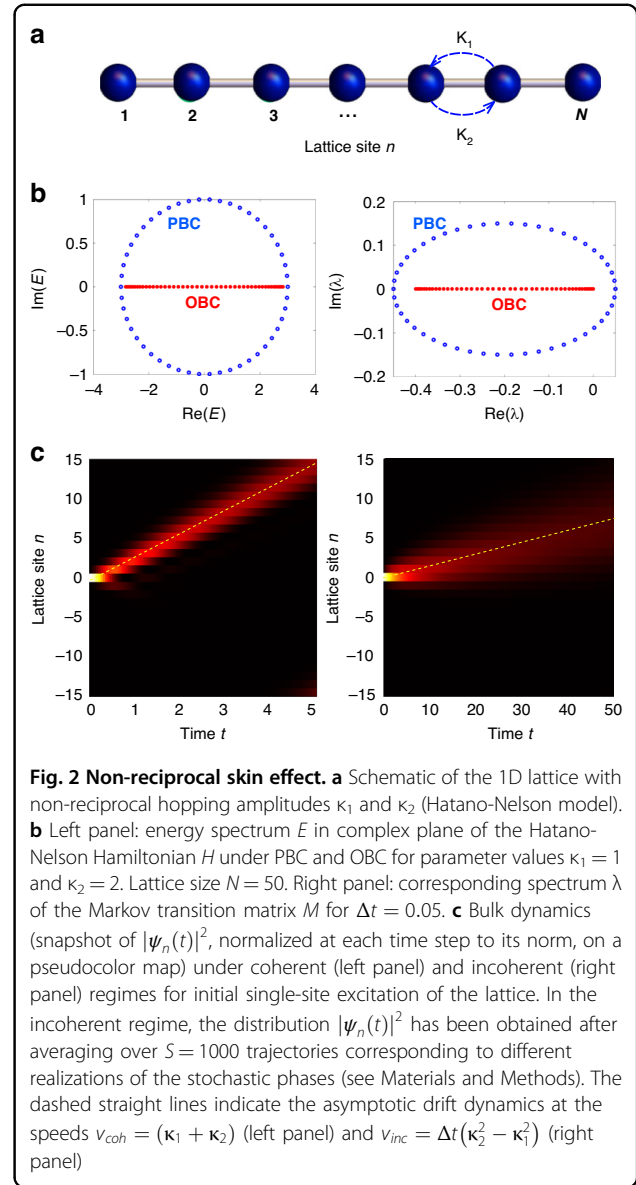 a
K₁
K₂
1 2 3 ... N
Lattice site n
b
1
0.5
0
−0.5
−1
Im(E)
PBC
OBC
−4 −2 0 2 4
Re(E)
0.2
0.1
0
−0.1
−0.2
Im(λ)
PBC
OBC
−0.4 −0.3 −0.2 −0.1 0
Re(λ)
c
15
10
5
0
−5
−10
−15
Lattice site n
0 1 2 3 4 5
Time t
15
10
5
0
−5
−10
−15
Lattice site n
0 10 20 30 40 50
Time t
Fig. 2 Non-reciprocal skin effect. a Schematic of the 1D lattice with
non-reciprocal hopping amplitudes κ₁ and κ₂ (Hatano-Nelson model).
b Left panel: energy spectrum E in complex plane of the Hatano-
Nelson Hamiltonian H under PBC and OBC for parameter values κ₁ = 1
and κ₂ = 2. Lattice size N = 50. Right panel: corresponding spectrum λ
of the Markov transition matrix M for Δt = 0.05. c Bulk dynamics
(snapshot of |ψₙ(t)|², normalized at each time step to its norm, on a
pseudocolor map) under coherent (left panel) and incoherent (right
panel) regimes for initial single-site excitation of the lattice. In the
incoherent regime, the distribution |ψₙ(t)|² has been obtained after
averaging over S = 1000 trajectories corresponding to different
realizations of the stochastic phases (see Materials and Methods). The
dashed straight lines indicate the asymptotic drift dynamics at the
speeds v_coh = (κ₁ + κ₂) (left panel) and v_inc = Δt(κ₂² − κ₁²) (right
panel)